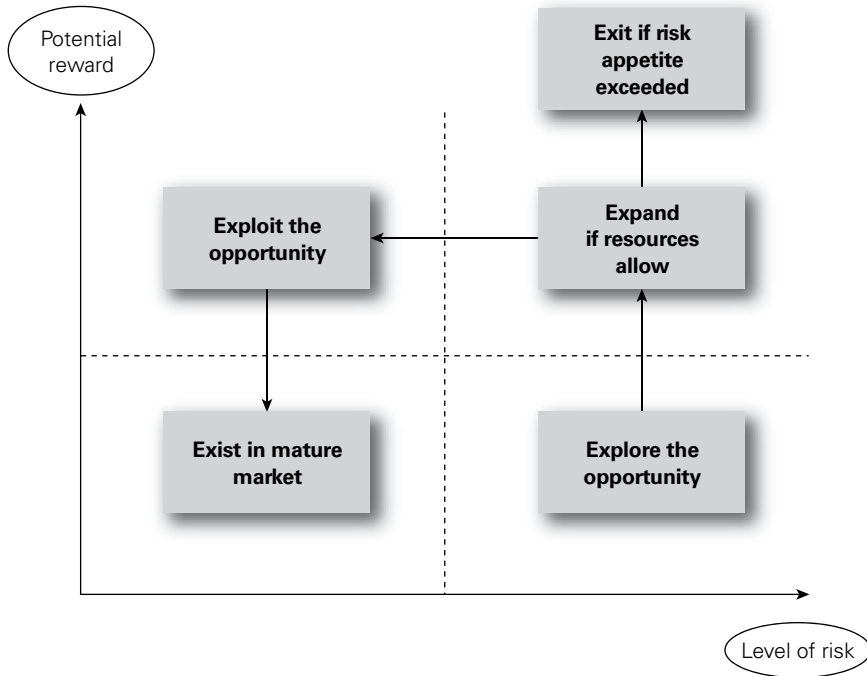 Potential
reward
Exit if risk
appetite
exceeded
Exploit the
opportunity
Expand
if resources
allow
Exist in mature
market
Explore the
opportunity
Level of risk